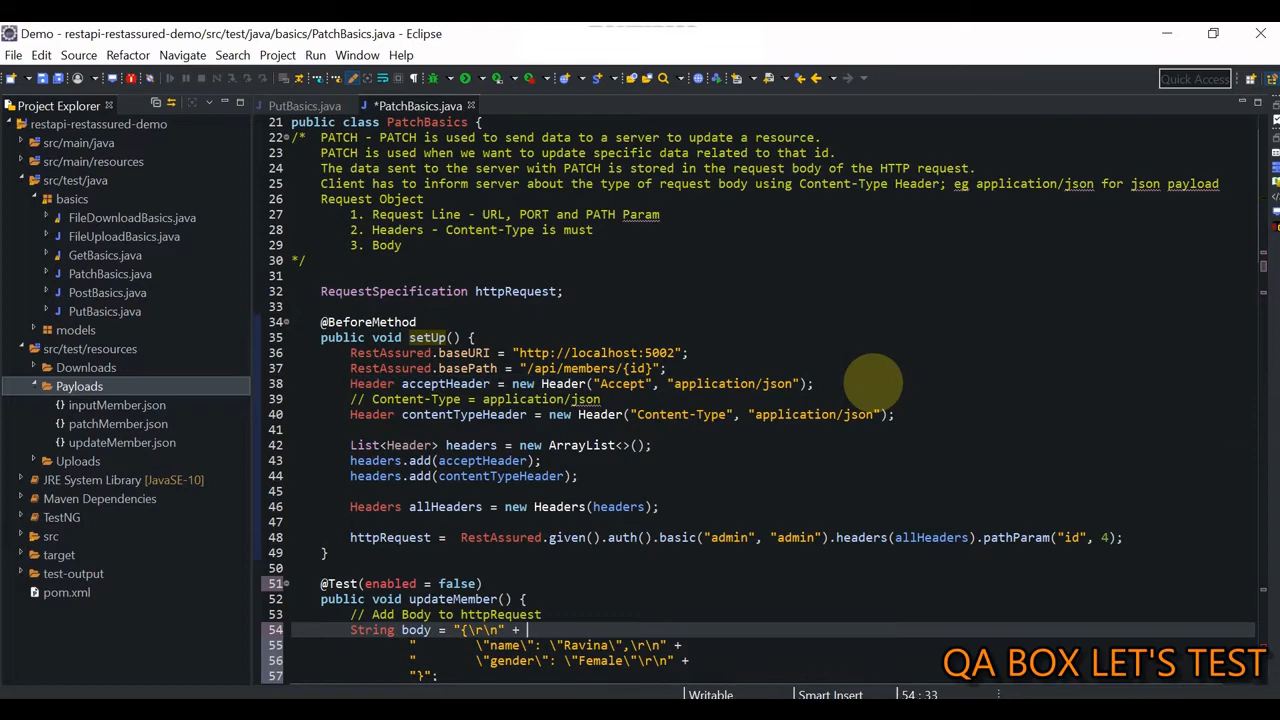 Demo - restapi-restassured-demo/src/test/java/basics/PatchBasics.java - Eclipse
File Edit Source Refactor Navigate Search Project Run Window Help
Quick Access
Project Explorer
PutBasics.java
*PatchBasics.java
restapi-restassured-demo
src/main/java
src/main/resources
src/test/java
basics
FileDownloadBasics.java
FileUploadBasics.java
GetBasics.java
PatchBasics.java
PostBasics.java
PutBasics.java
models
src/test/resources
Downloads
Payloads
inputMember.json
patchMember.json
updateMember.json
Uploads
JRE System Library [JavaSE-10]
Maven Dependencies
TestNG
src
target
test-output
pom.xml
21 public class PatchBasics {
22 /* PATCH - PATCH is used to send data to a server to update a resource.
23 PATCH is used when we want to update specific data related to that id.
24 The data sent to the server with PATCH is stored in the request body of the HTTP request.
25 Client has to inform server about the type of request body using Content-Type Header; eg application/json for json payload
26 Request Object
27 1. Request Line - URL, PORT and PATH Param
28 2. Headers - Content-Type is must
29 3. Body
30 */
31
32 RequestSpecification httpRequest;
33
34 @BeforeMethod
35 public void setUp() {
36 RestAssured.baseURI = "http://localhost:5002";
37 RestAssured.basePath = "/api/members/{id}";
38 Header acceptHeader = new Header("Accept", "application/json");
39 // Content-Type = application/json
40 Header contentTypeHeader = new Header("Content-Type", "application/json");
41
42 List<Header> headers = new ArrayList<>();
43 headers.add(acceptHeader);
44 headers.add(contentTypeHeader);
45
46 Headers allHeaders = new Headers(headers);
47
48 httpRequest = RestAssured.given().auth().basic("admin", "admin").headers(allHeaders).pathParam("id", 4);
49 }
50
51 @Test(enabled = false)
52 public void updateMember() {
53 // Add Body to httpRequest
54 String body = "{\r\n" +
55 " \"name\": \"Ravina\",\r\n" +
56 " \"gender\": \"Female\"\r\n" +
57 "}";
QA BOX LET'S TEST
Writable
Smart Insert
54 : 33